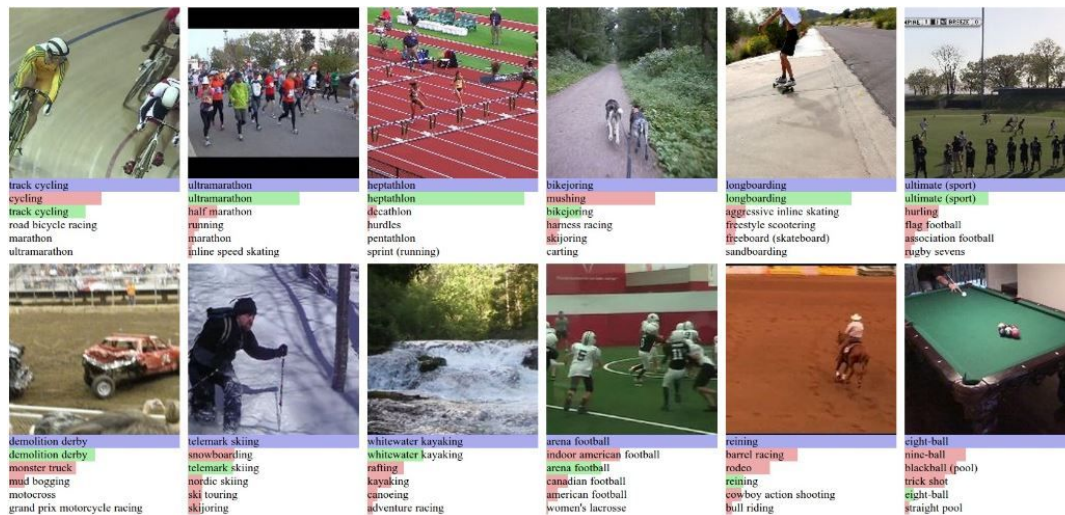 track cycling
cycling
track cycling
road bicycle racing
marathon
ultramarathon
ultramarathon
ultramarathon
half marathon
running
marathon
inline speed skating
heptathlon
heptathlon
decathlon
hurdles
pentathlon
sprint (running)
bikejoring
mushing
bikejoring
harness racing
skijoring
carting
longboarding
longboarding
aggressive inline skating
freestyle scootering
freeboard (skateboard)
sandboarding
ultimate (sport)
ultimate (sport)
hurling
flag football
association football
rugby sevens
demolition derby
demolition derby
monster truck
mud bogging
motocross
grand prix motorcycle racing
telemark skiing
snowboarding
telemark skiing
nordic skiing
ski touring
skijoring
whitewater kayaking
whitewater kayaking
rafting
kayaking
canoeing
adventure racing
arena football
indoor american football
arena football
canadian football
american football
women's lacrosse
reining
barrel racing
rodeo
reining
cowboy action shooting
bull riding
eight-ball
nine-ball
blackball (pool)
trick shot
eight-ball
straight pool